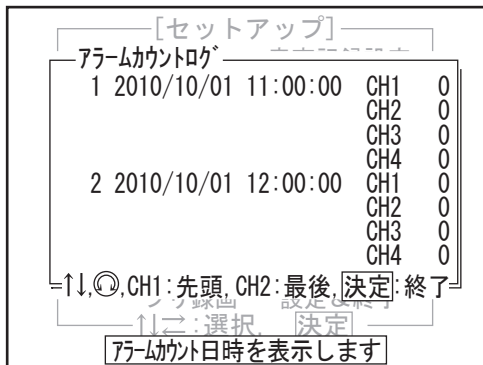 [セットアップ]
アラームカウントログ
1 2010/10/01 11:00:00 CH1 0
CH2 0
CH3 0
CH4 0
2 2010/10/01 12:00:00 CH1 0
CH2 0
CH3 0
CH4 0
↑↓,,CH1:先頭,CH2:最後,決定:終了
↑↓⇄:選択, 決定
アラームカウント日時を表示します